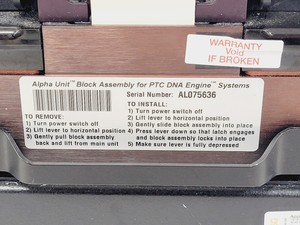 WARRANTY
Void
IF BROKEN
Alpha Unit™ Block Assembly for PTC DNA Engine™ Systems
Serial Number: AL075636
TO REMOVE:
1) Turn power switch off
2) Lift lever to horizontal position
3) Gently pull block assembly
back and lift from main unit
TO INSTALL:
1) Turn power switch off
2) Lift lever to horizontal position
3) Gently slide block assembly into place
4) Press lever down so that latch engages
and block assembly locks into place
5) Make sure lever is fully depressed